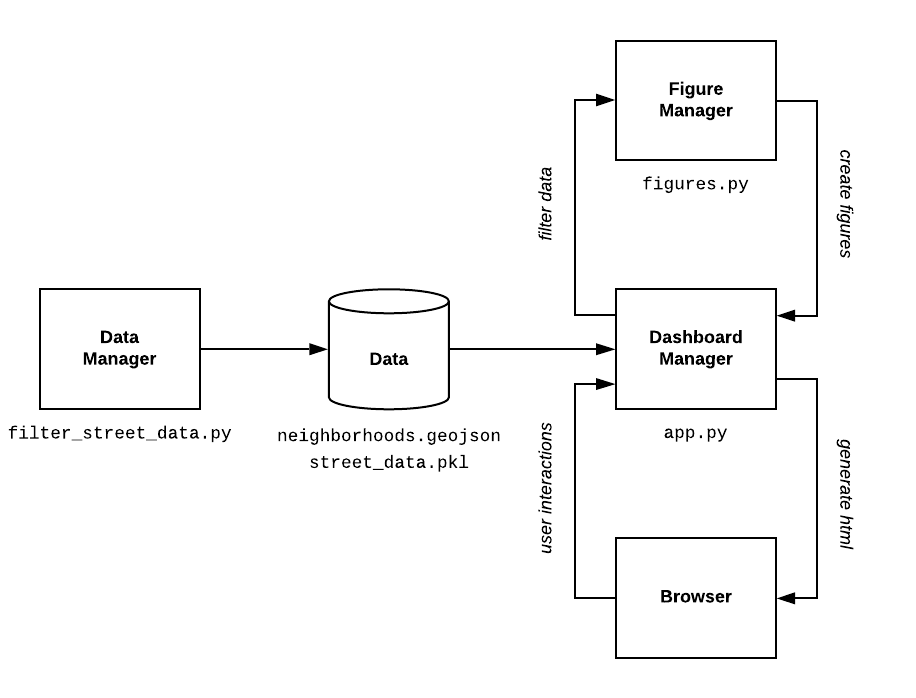 Figure
Manager
figures.py
filter data
create figures
Data
Manager
filter_street_data.py
Data
neighborhoods.geojson
street_data.pkl
Dashboard
Manager
app.py
user interactions
generate html
Browser